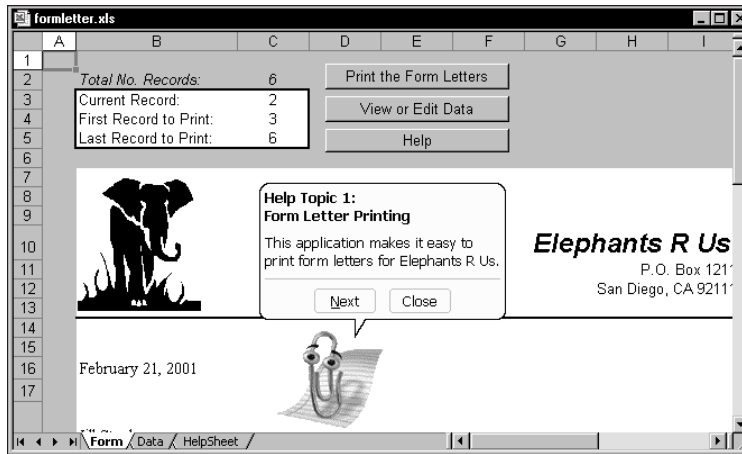 formletter.xls
A B C D E F G H I
1
2 Total No. Records: 6 Print the Form Letters
3 Current Record: 2
4 First Record to Print: 3 View or Edit Data
5 Last Record to Print: 6 Help
6
7
8 Help Topic 1:
9 Form Letter Printing
10 This application makes it easy to Elephants R Us
11 print form letters for Elephants R Us. P.O. Box 1211
12 San Diego, CA 92111
13 Next Close
14
15
16 February 21, 2001
17
Form Data HelpSheet